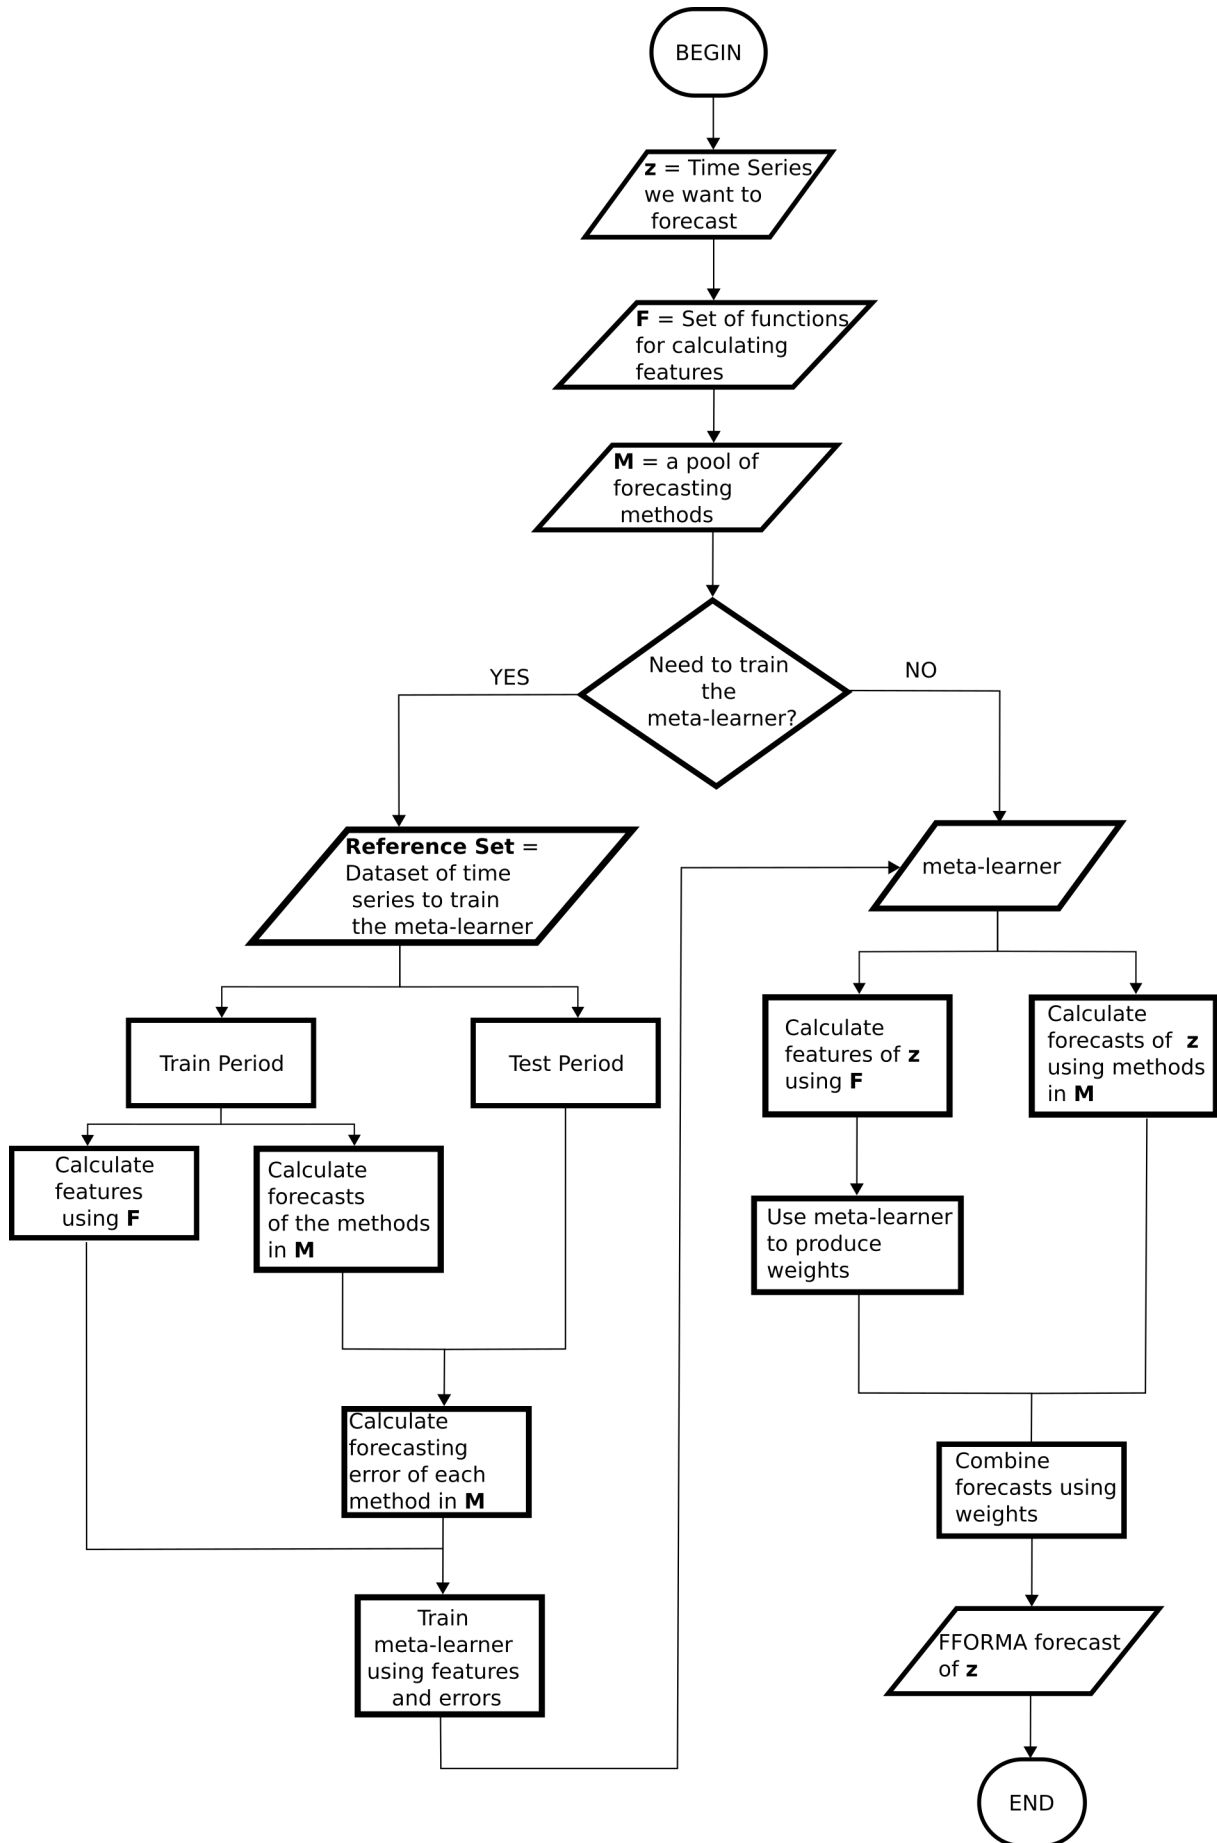 BEGIN
z = Time Series
we want to
forecast
F = Set of functions
for calculating
features
M = a pool of
forecasting
methods
Need to train
the
meta-learner?
YES
NO
Reference Set =
Dataset of time
series to train
the meta-learner
meta-learner
Train Period
Test Period
Calculate
features of z
using F
Calculate
forecasts of z
using methods
in M
Calculate
features
using F
Calculate
forecasts
of the methods
in M
Use meta-learner
to produce
weights
Calculate
forecasting
error of each
method in M
Combine
forecasts using
weights
Train
meta-learner
using features
and errors
FFORMA forecast
of z
END